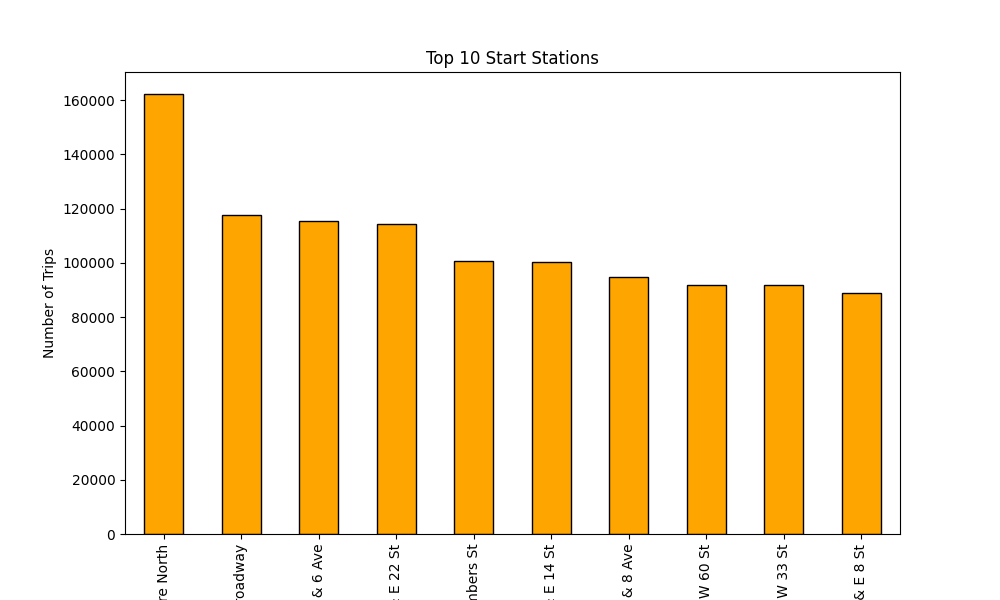 Top 10 Start Stations
Number of Trips
160000
140000
120000
100000
80000
60000
40000
20000
0
re North
roadway
& 6 Ave
E 22 St
mbers St
E 14 St
& 8 Ave
W 60 St
W 33 St
& E 8 St